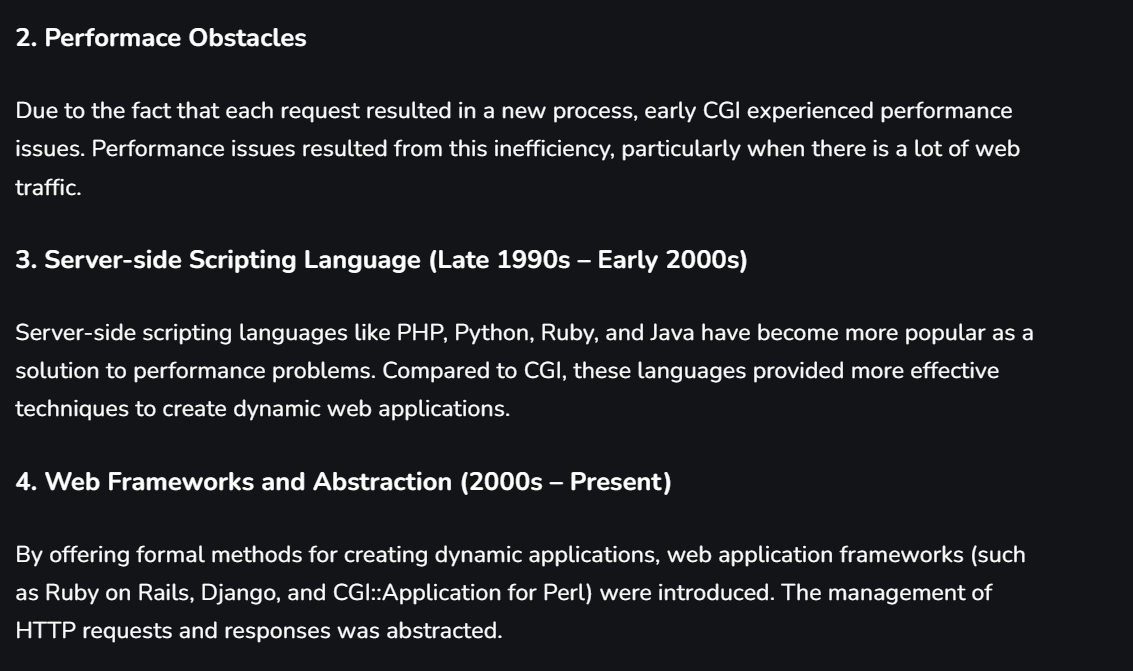 2. Performace Obstacles
Due to the fact that each request resulted in a new process, early CGI experienced performance
issues. Performance issues resulted from this inefficiency, particularly when there is a lot of web
traffic.
3. Server-side Scripting Language (Late 1990s – Early 2000s)
Server-side scripting languages like PHP, Python, Ruby, and Java have become more popular as a
solution to performance problems. Compared to CGI, these languages provided more effective
techniques to create dynamic web applications.
4. Web Frameworks and Abstraction (2000s – Present)
By offering formal methods for creating dynamic applications, web application frameworks (such
as Ruby on Rails, Django, and CGI::Application for Perl) were introduced. The management of
HTTP requests and responses was abstracted.